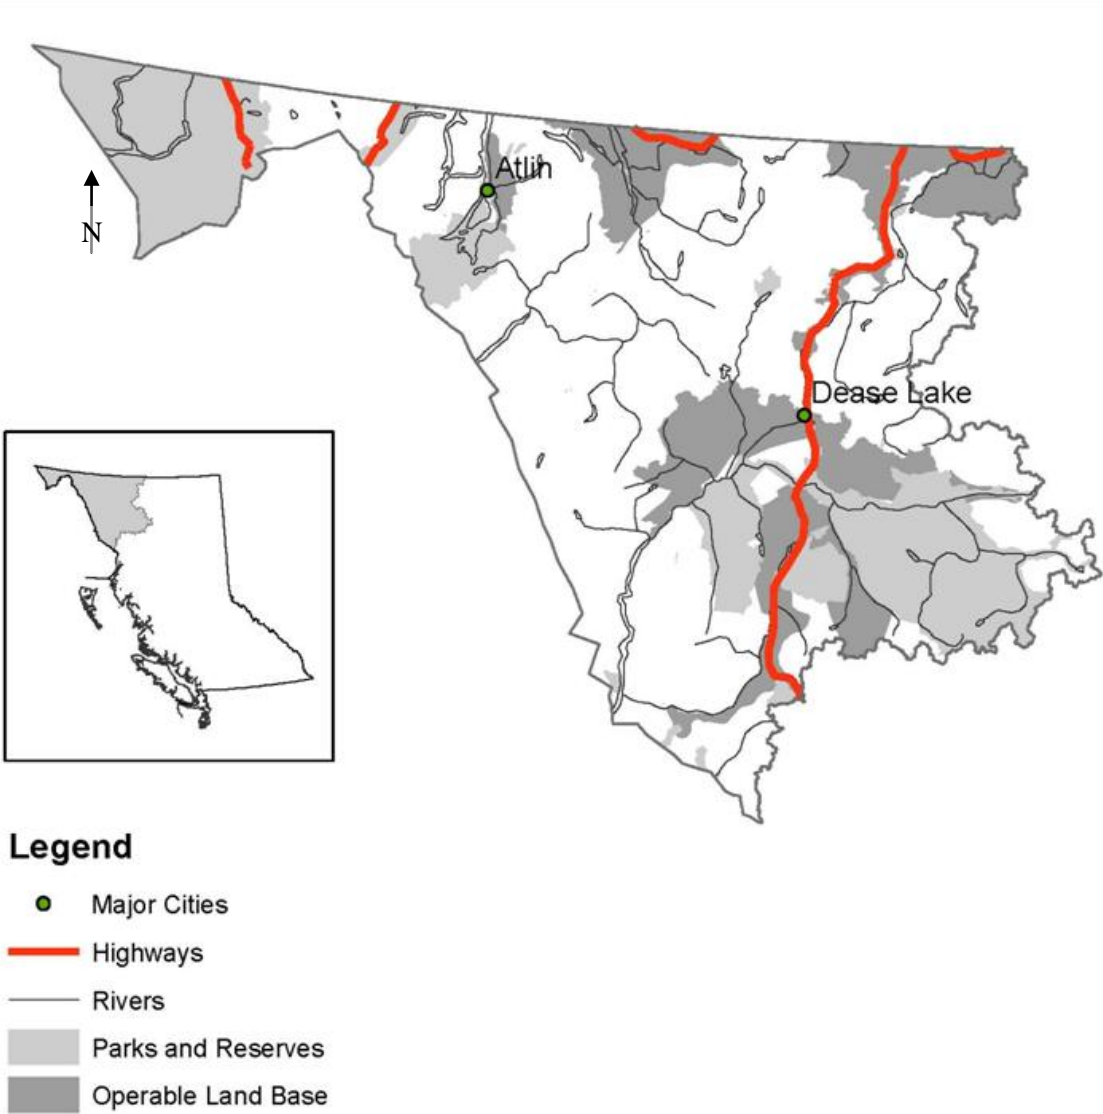 Atlin
N
Dease Lake
Legend
Major Cities
Highways
Rivers
Parks and Reserves
Operable Land Base